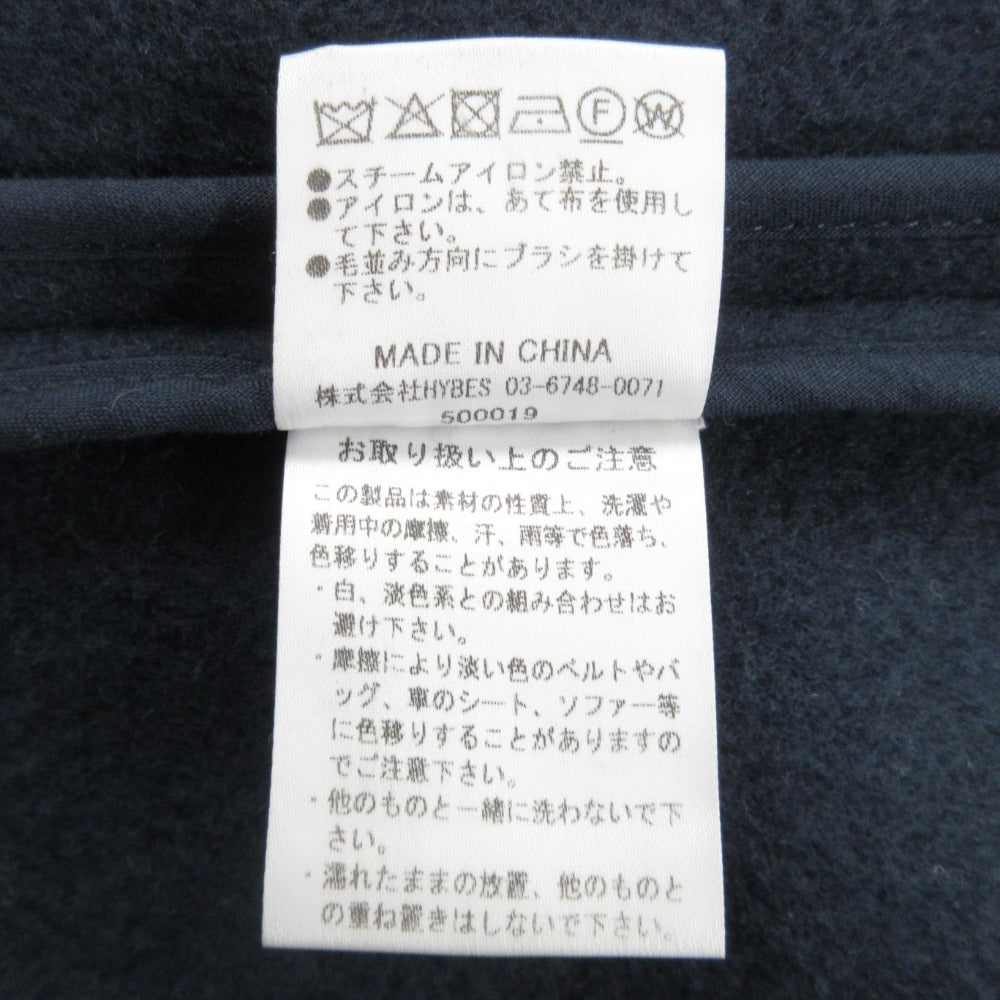 F W
●スチームアイロン禁止。
●アイロンは、あて布を使用し
て下さい。
●毛並み方向にブラシを掛けて
下さい。
MADE IN CHINA
株式会社HYBES 03-6748-0071
500019
お取り扱い上のご注意
この製品は素材の性質上、洗濯や
着用中の摩擦、汗、雨等で色落ち、
色移りすることがあります。
・白、淡色系との組み合わせはお
避け下さい。
・摩擦により淡い色のベルトやバ
ッグ、車のシート、ソファー等
に色移りすることがありますの
でご注意下さい。
・他のものと一緒に洗わないで下
さい。
・濡れたままの放置、他のものと
の重ね置きはしないで下さい。